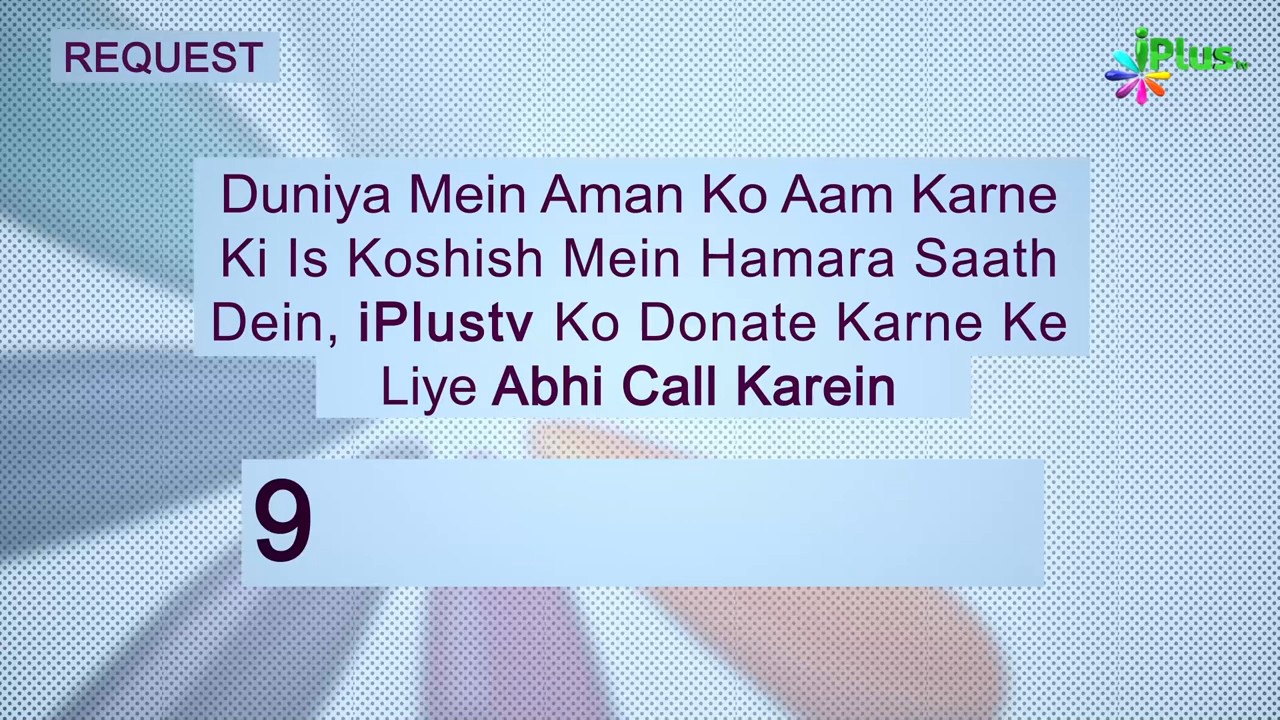 REQUEST
iPlus tv
Duniya Mein Aman Ko Aam Karne
Ki Is Koshish Mein Hamara Saath
Dein, iPlustv Ko Donate Karne Ke
Liye Abhi Call Karein
9